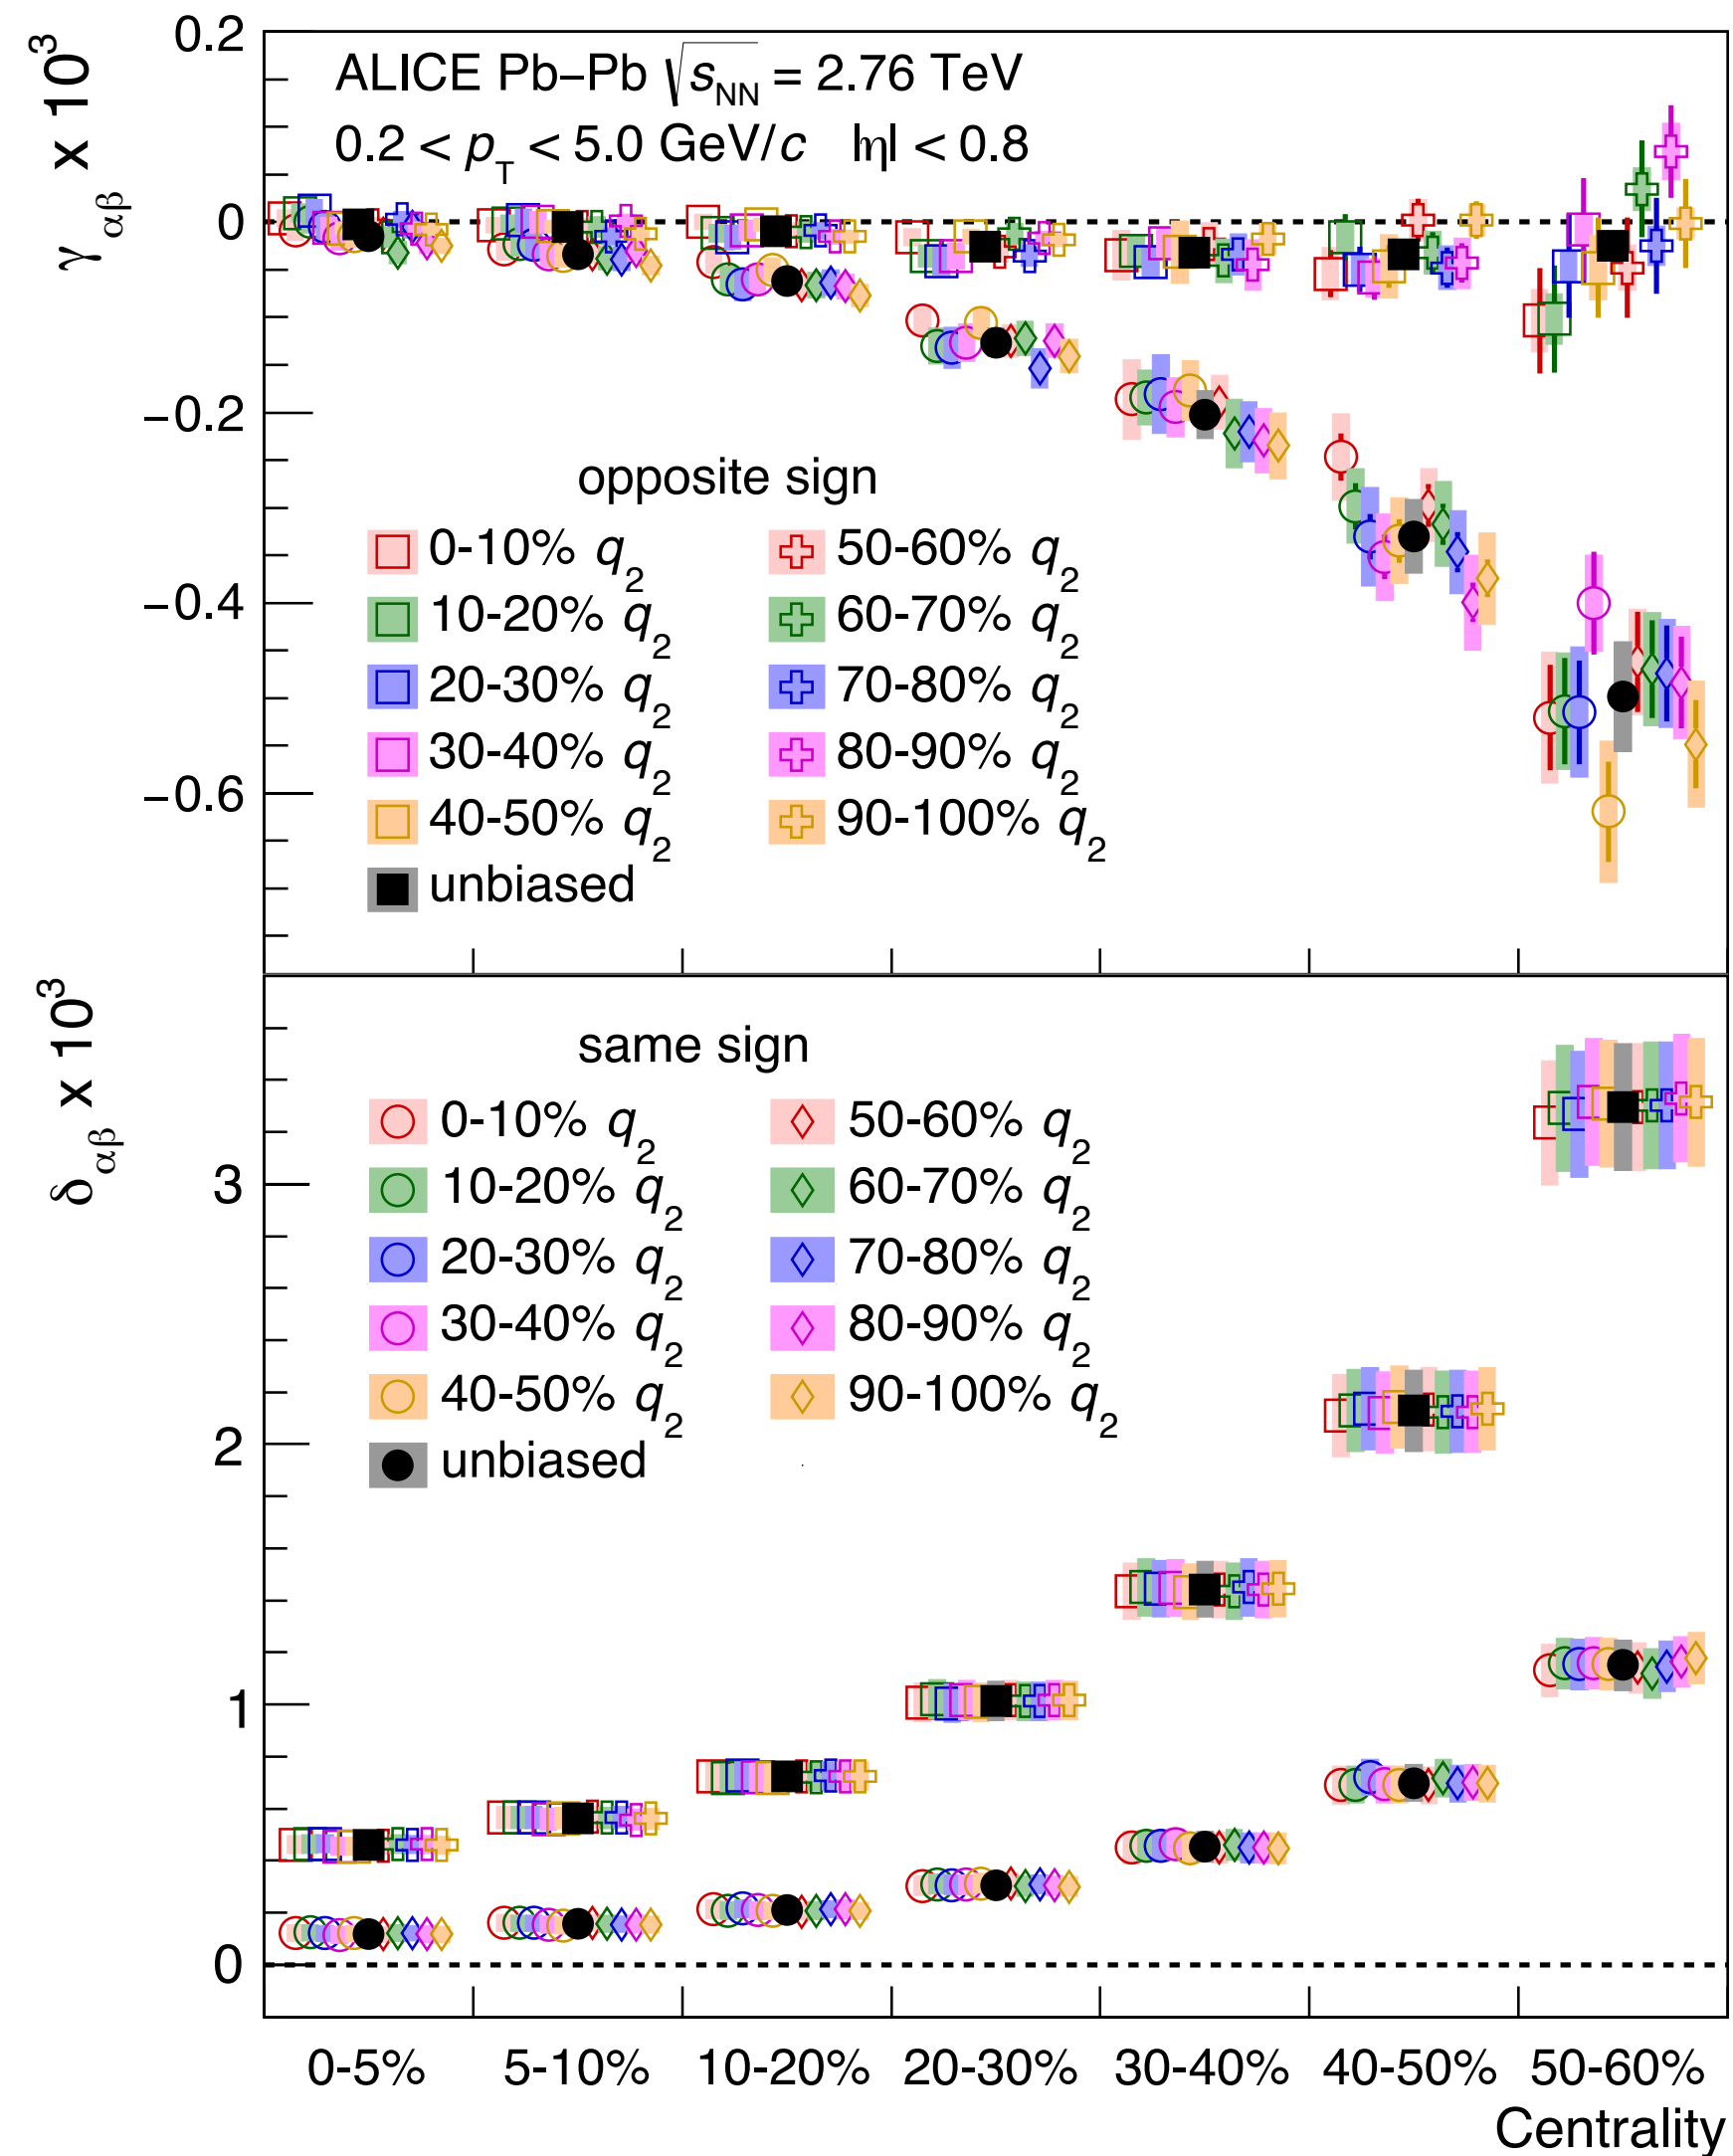 0.2
ALICE Pb–Pb √sNN = 2.76 TeV
0.2 < pT < 5.0 GeV/c |η| < 0.8
γαβ x 10³
0
−0.2
−0.4
−0.6
opposite sign
0-10% q2 50-60% q2
10-20% q2 60-70% q2
20-30% q2 70-80% q2
30-40% q2 80-90% q2
40-50% q2 90-100% q2
unbiased
δαβ x 10³
3
2
1
0
same sign
0-10% q2 50-60% q2
10-20% q2 60-70% q2
20-30% q2 70-80% q2
30-40% q2 80-90% q2
40-50% q2 90-100% q2
unbiased
0-5% 5-10% 10-20% 20-30% 30-40% 40-50% 50-60%
Centrality